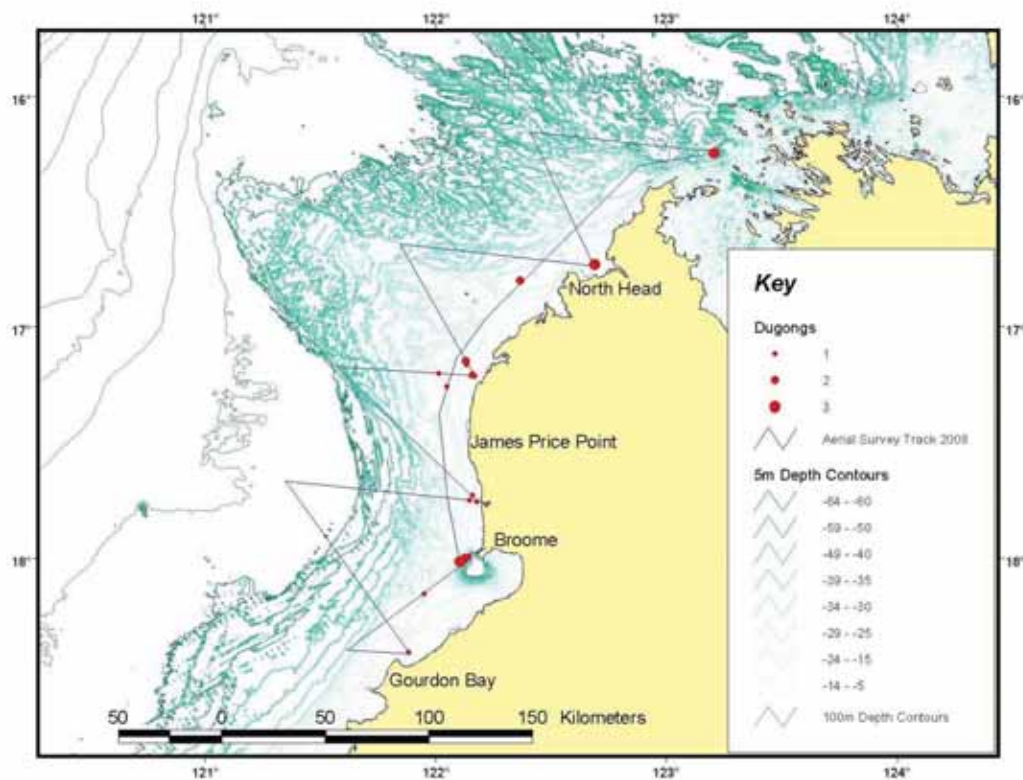 121° 122° 123° 124°
16° 16°
North Head
17° 17°
James Price Point
Broome
18° 18°
Gourdon Bay
50 0 50 100 150 Kilometers
121° 122° 123° 124°
Key
Dugongs
1
2
3
Aerial Survey Track 2008
5m Depth Contours
-64 - -60
-59 - -50
-49 - -40
-39 - -35
-34 - -30
-29 - -25
-24 - -15
-14 - -5
100m Depth Contours